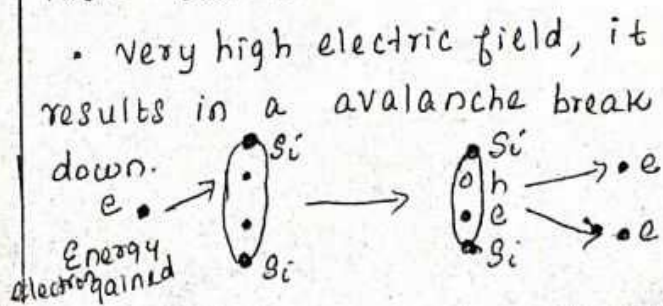 • very high electric field, it
results in a avalanche break
down.
Si
Si
e
h
e
e
e
Si
Si
Energy
electron gained